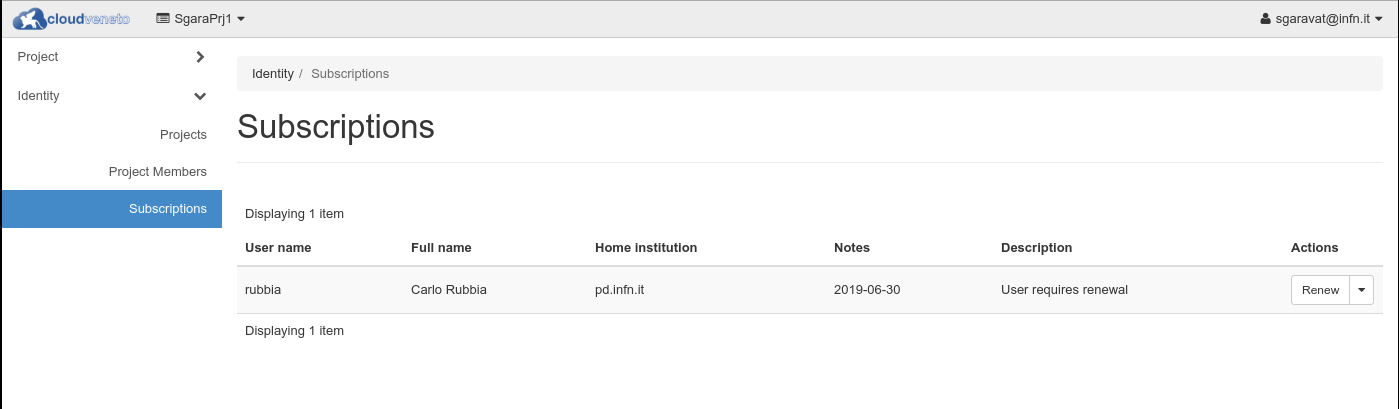 cloudveneto SgaraPrj1 sgaravat@infn.it
Project
Identity
Projects
Project Members
Subscriptions
Identity / Subscriptions
Subscriptions
Displaying 1 item
User name Full name Home institution Notes Description Actions
rubbia Carlo Rubbia pd.infn.it 2019-06-30 User requires renewal Renew
Displaying 1 item